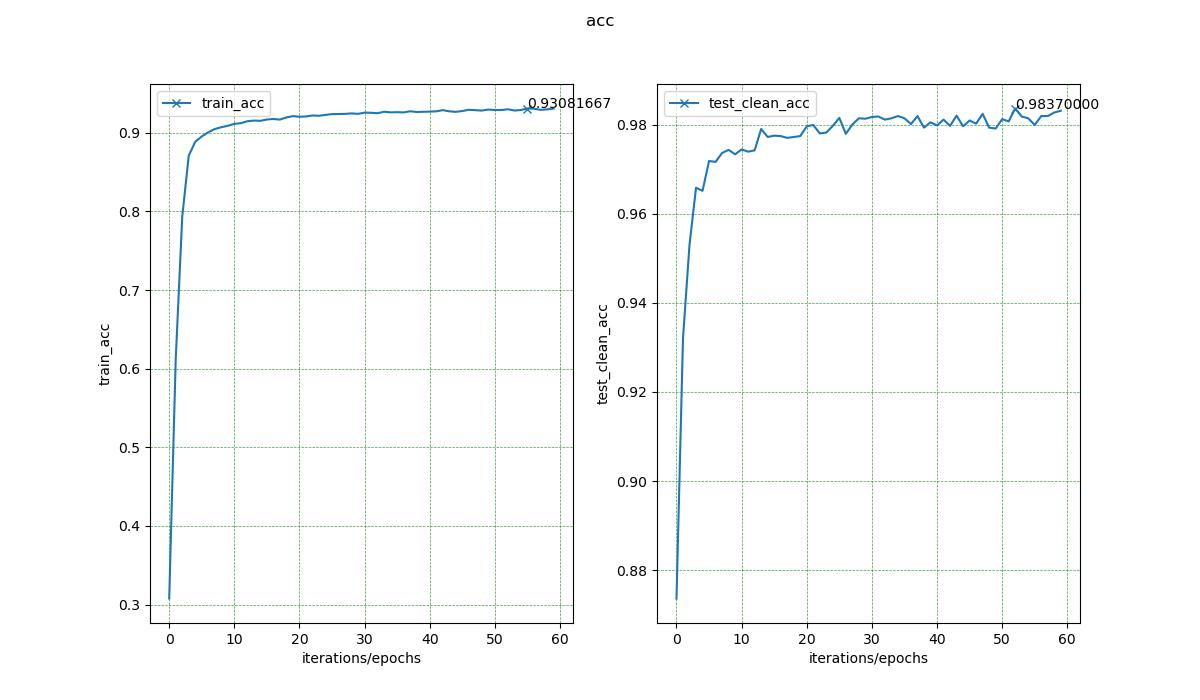 acc
train_acc
0.93081667
0.9
0.8
0.7
0.6
0.5
0.4
0.3
train_acc
0 10 20 30 40 50 60
iterations/epochs
test_clean_acc
0.98370000
0.98
0.96
0.94
0.92
0.90
0.88
test_clean_acc
0 10 20 30 40 50 60
iterations/epochs